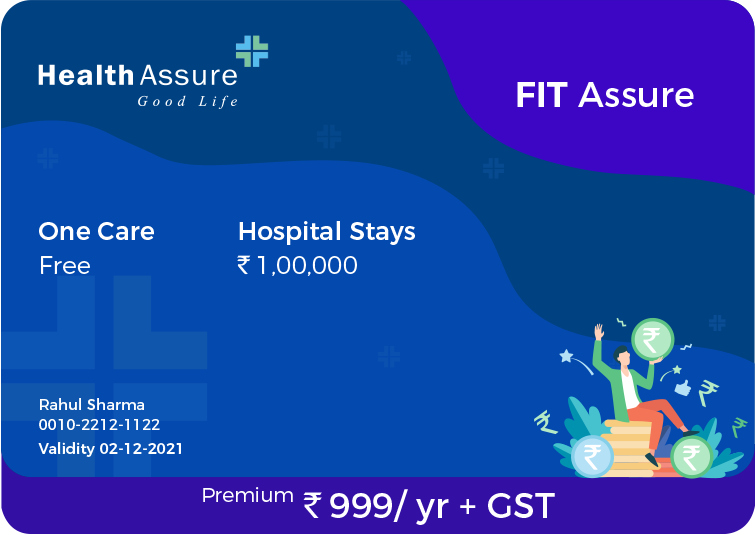 Health Assure
Good Life
FIT Assure
One Care
Free
Hospital Stays
₹ 1,00,000
Rahul Sharma
0010-2212-1122
Validity 02-12-2021
₹
₹
₹
₹
₹
₹
Premium ₹ 999/ yr + GST